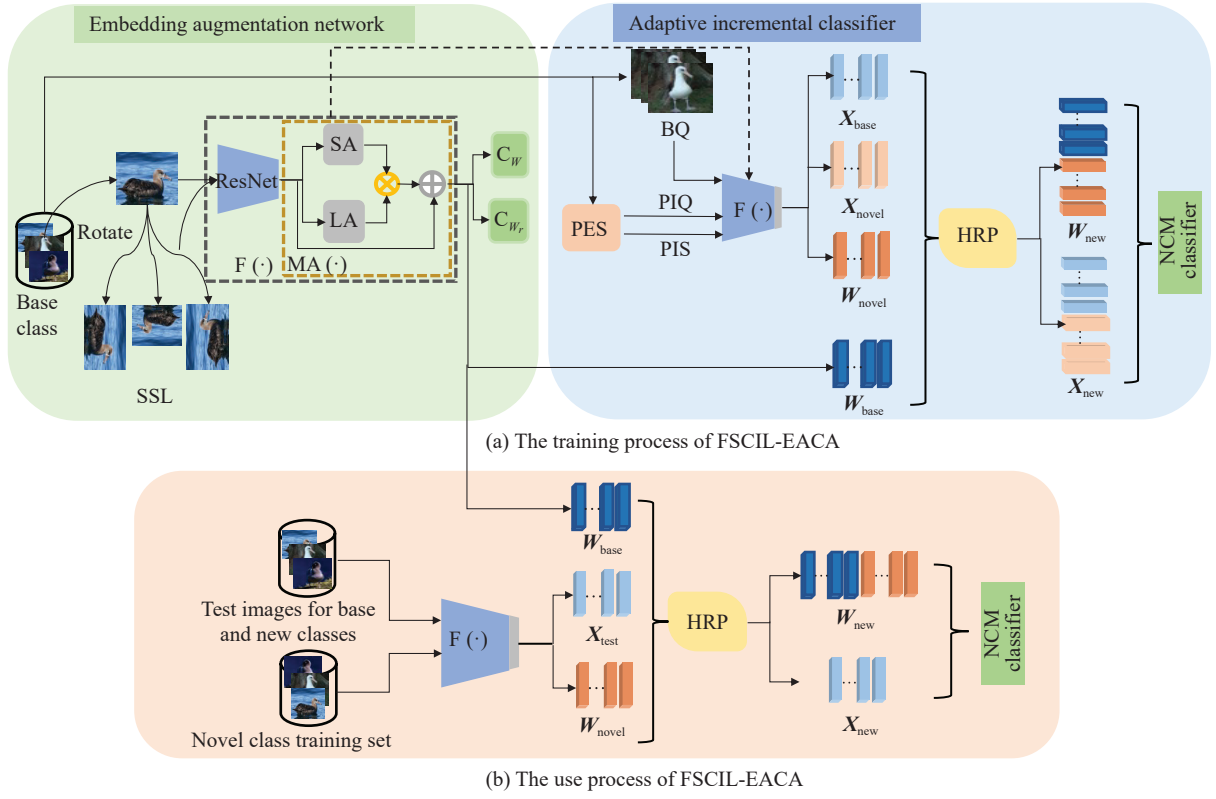 Embedding augmentation network
Adaptive incremental classifier
SA
LA
ResNet
F (·)
MA (·)
C_W
C_{W_r}
Rotate
Base
class
SSL
BQ
PES
PIQ
PIS
F (·)
X_base
X_novel
W_novel
W_base
HRP
W_new
X_new
NCM
classifier
(a) The training process of FSCIL-EACA
Test images for base
and new classes
Novel class training set
F (·)
W_base
X_test
W_novel
HRP
W_new
X_new
NCM
classifier
(b) The use process of FSCIL-EACA